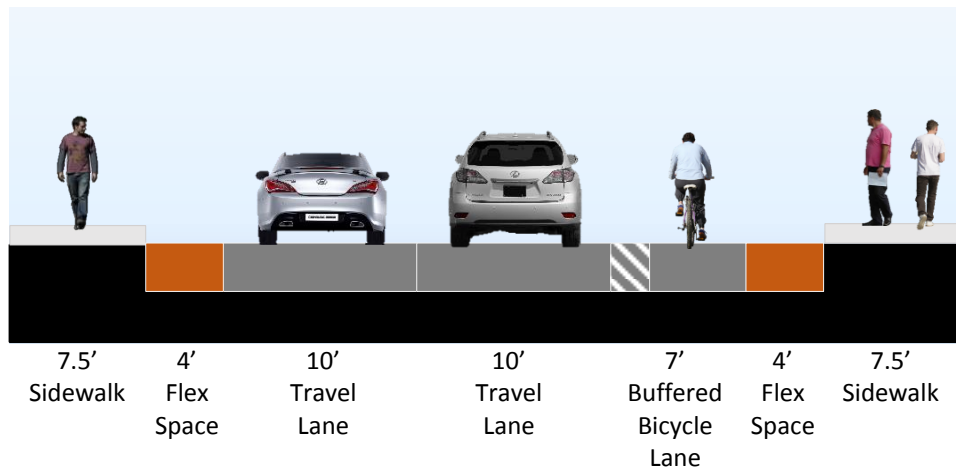 7.5’
Sidewalk
4’
Flex
Space
10’
Travel
Lane
10’
Travel
Lane
7’
Buffered
Bicycle
Lane
4’
Flex
Space
7.5’
Sidewalk